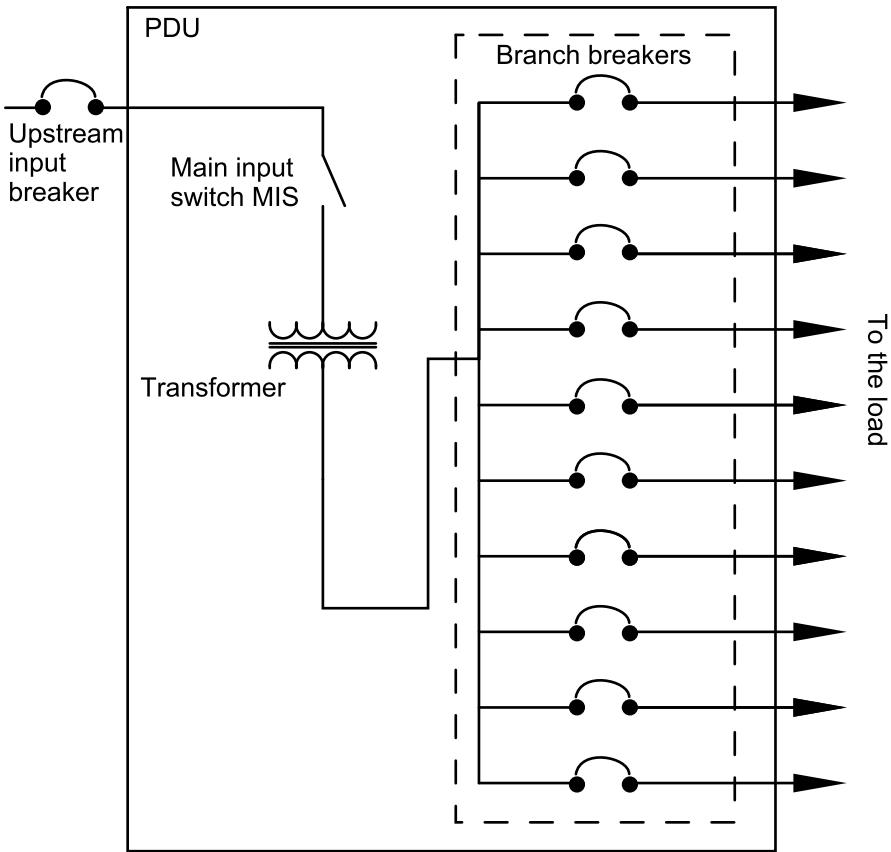 PDU
Branch breakers
Upstream
input
breaker
Main input
switch MIS
Transformer
To the load